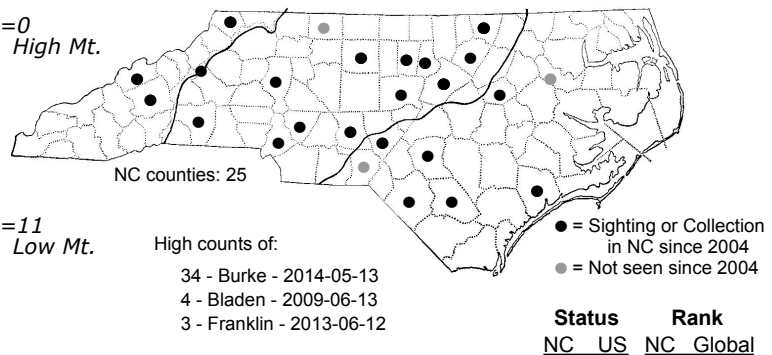 =0
High Mt.
NC counties: 25
=11
Low Mt.
High counts of:
34 - Burke - 2014-05-13
4 - Bladen - 2009-06-13
3 - Franklin - 2013-06-12
= Sighting or Collection
in NC since 2004
= Not seen since 2004
Status Rank
NC US NC Global